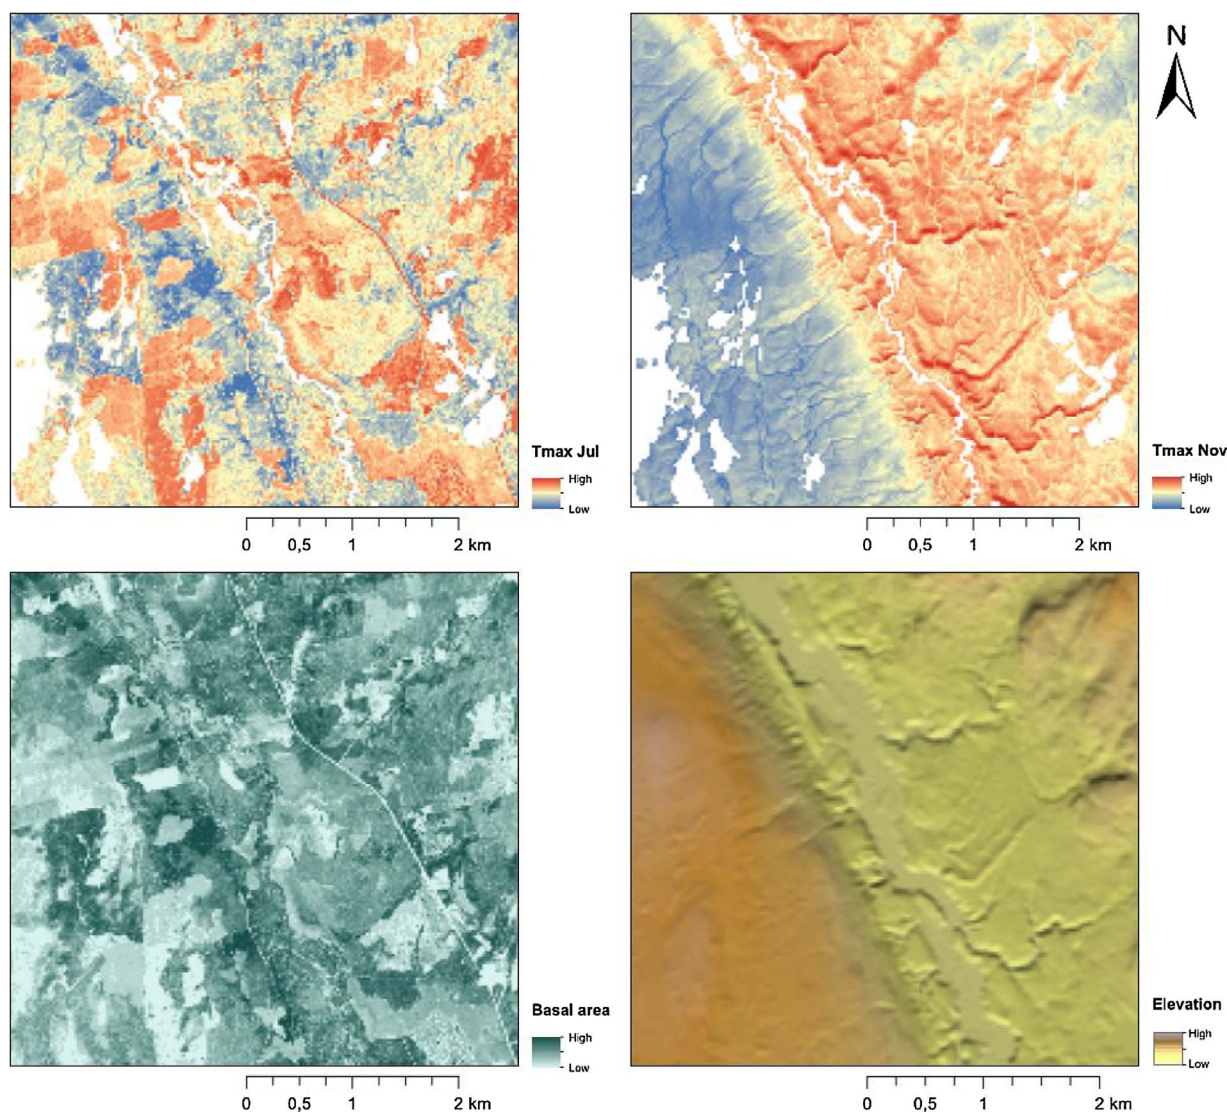 N
Tmax Jul
High
Low
0 0,5 1 2 km
Tmax Nov
High
Low
0 0,5 1 2 km
Basal area
High
Low
0 0,5 1 2 km
Elevation
High
Low
0 0,5 1 2 km